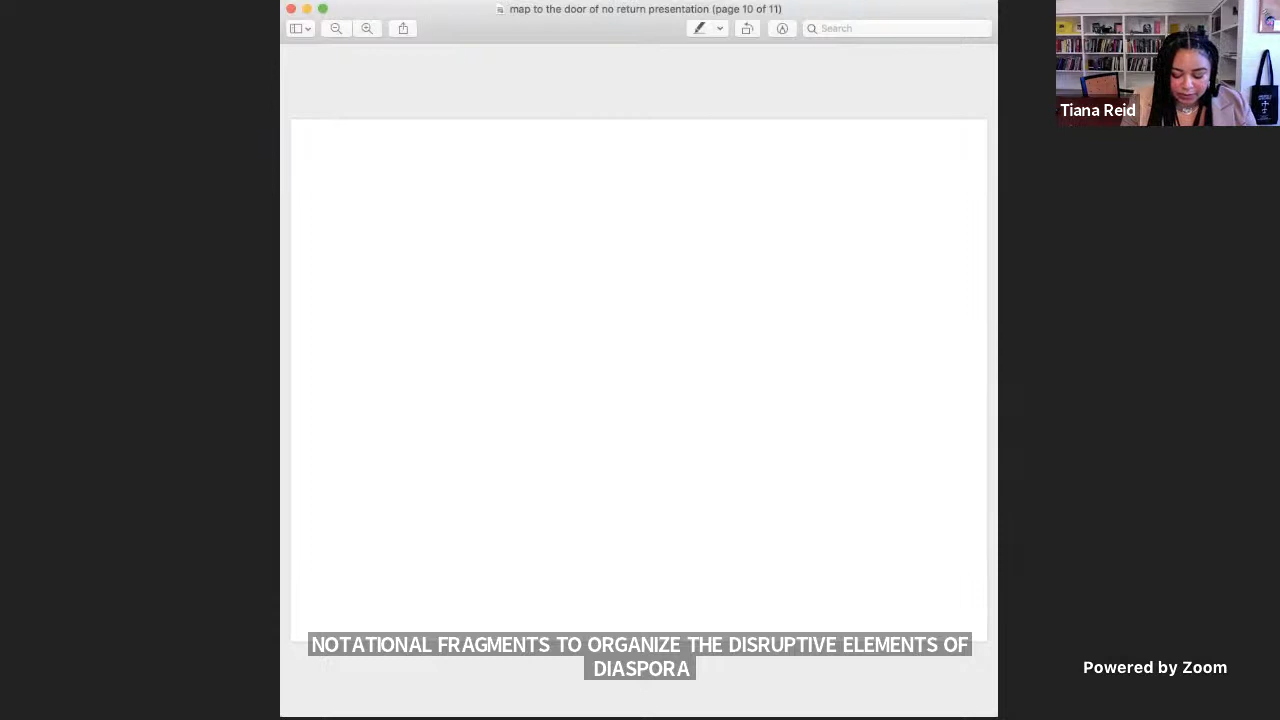 map to the door of no return presentation (page 10 of 11)
Search
Tiana Reid
NOTATIONAL FRAGMENTS TO ORGANIZE THE DISRUPTIVE ELEMENTS OF
DIASPORA
Powered by Zoom